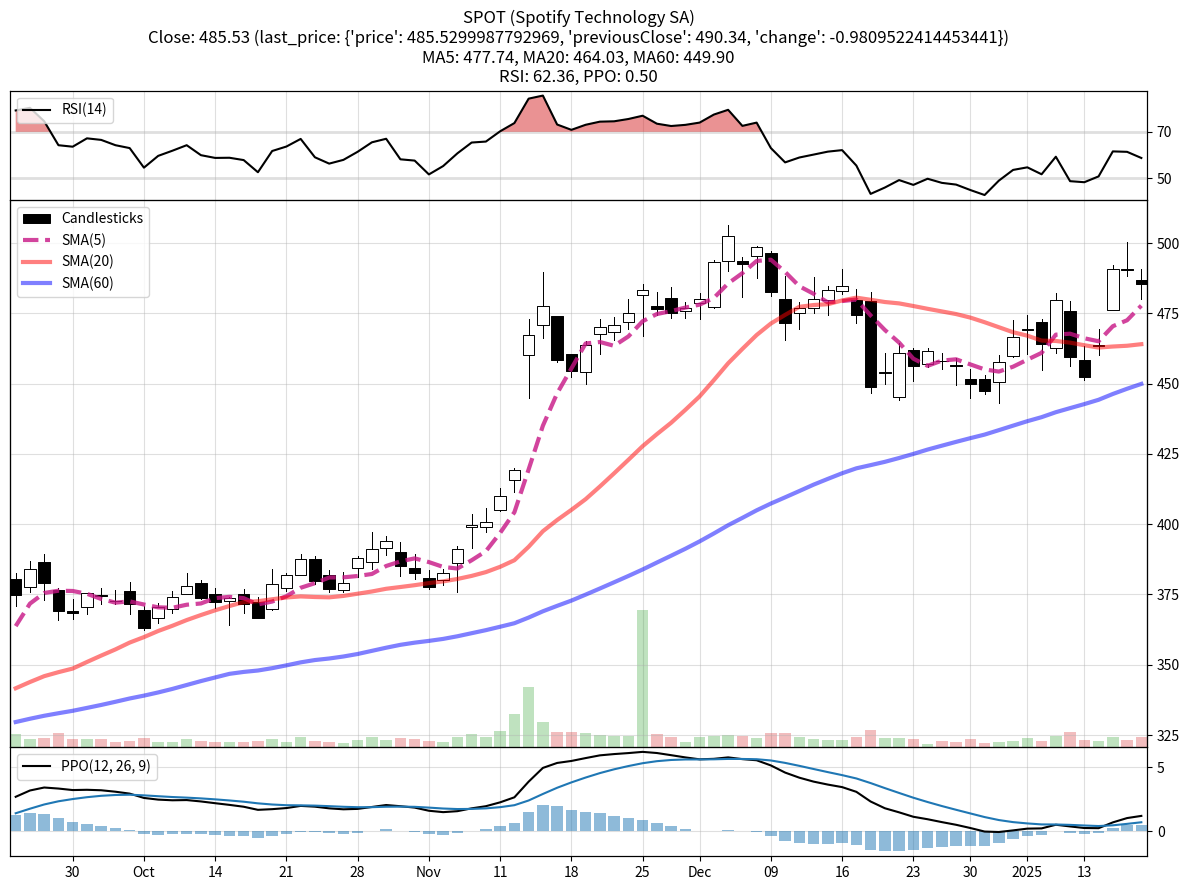 SPOT (Spotify Technology SA)
Close: 485.53 (last_price: {'price': 485.5299987792969, 'previousClose': 490.34, 'change': -0.9809522414453441})
MA5: 477.74, MA20: 464.03, MA60: 449.90
RSI: 62.36, PPO: 0.50
RSI(14)
70
50
Candlesticks
SMA(5)
SMA(20)
SMA(60)
500
475
450
425
400
375
350
325
PPO(12, 26, 9)
5
0
30 Oct 14 21 28 Nov 11 18 25 Dec 09 16 23 30 2025 13